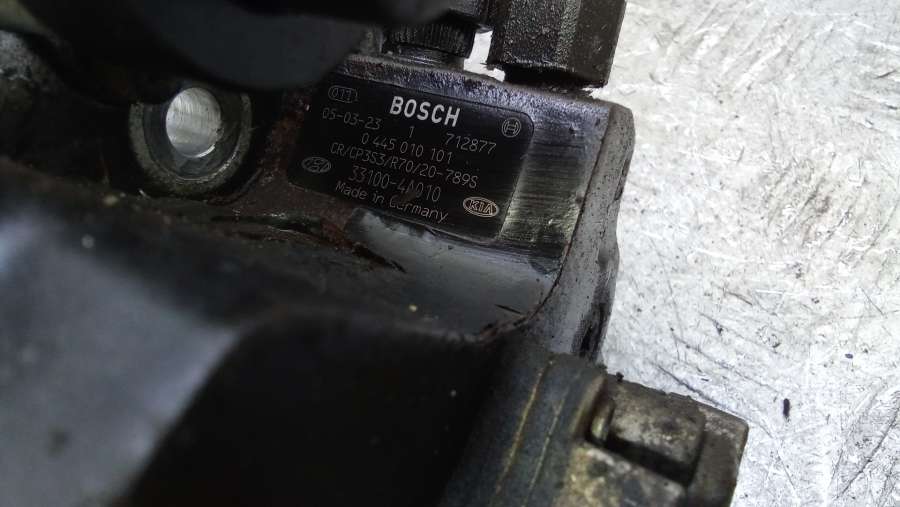 011 BOSCH
05-03-23 1 712877
0 445 010 101
CR/CP3S3/R70/20-789S
33100-4A010
Made in Germany KIA